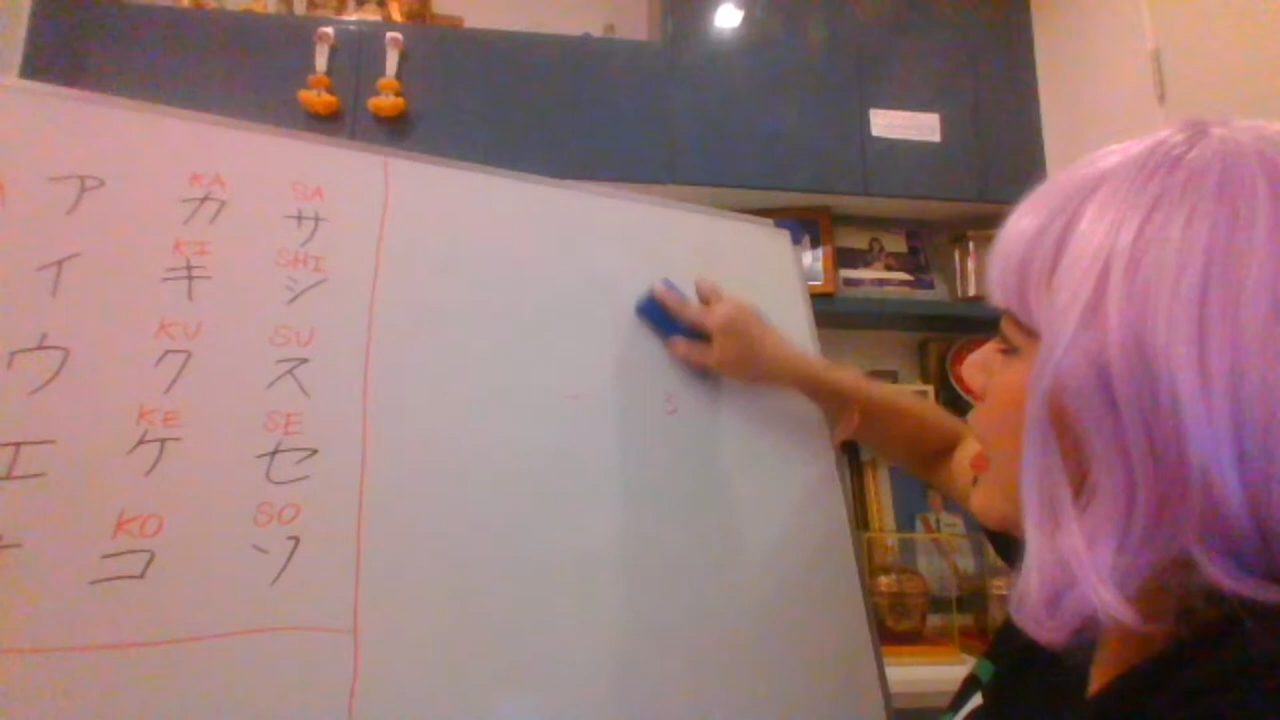 KA SA
ア カ サ
KI SHI
イ キ シ
KU SU
ウ ク ス
KE SE
エ ケ セ
KO SO
コ ソ